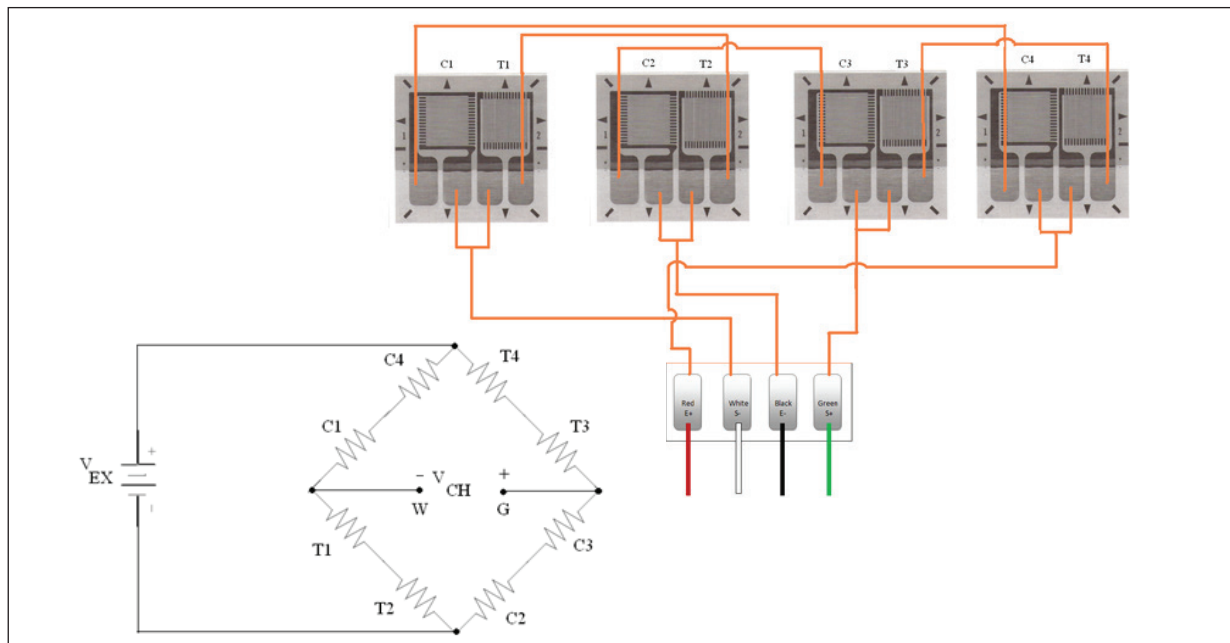 C1 T1 C2 T2 C3 T3 C4 T4
1 2 1 2 1 2 1 2
Red White Black Green
E+ S- E- S+
C4 T4
C1 T3
V EX + -
- V CH +
W G
T1 C3
T2 C2